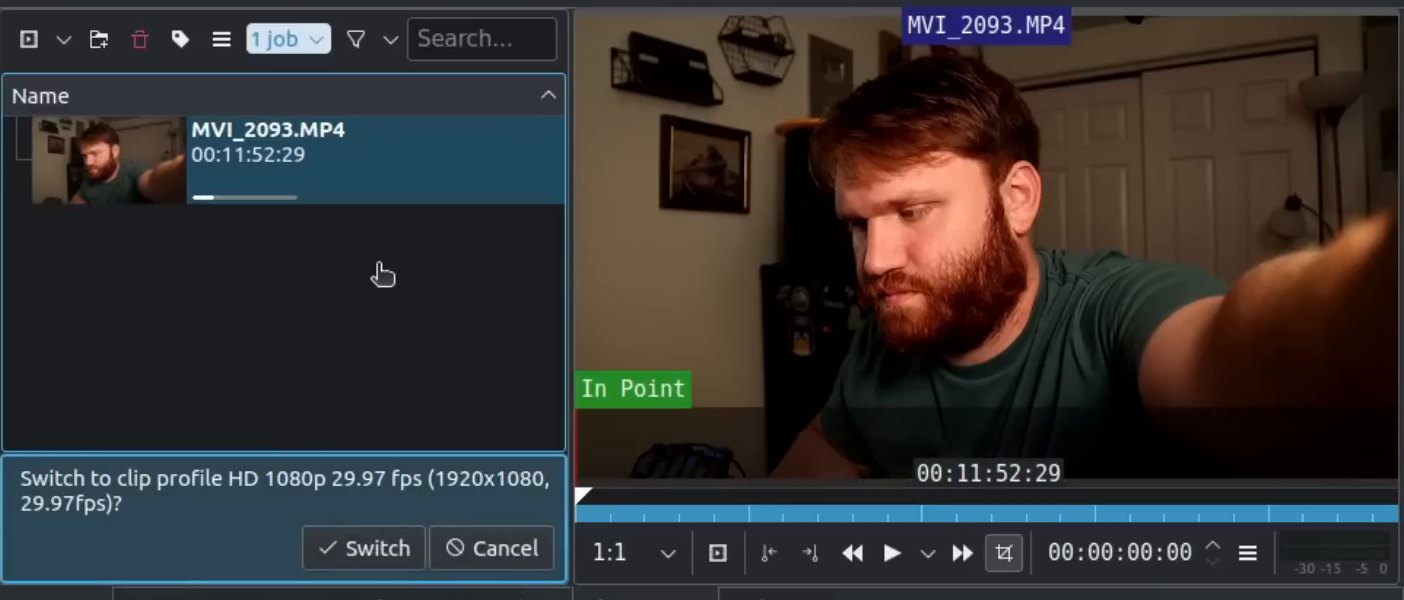 1 job
Search...
Name
MVI_2093.MP4
00:11:52:29
Switch to clip profile HD 1080p 29.97 fps (1920x1080,
29.97fps)?
Switch
Cancel
MVI_2093.MP4
In Point
00:11:52:29
1:1
00:00:00:00
-30 -15 -5 0